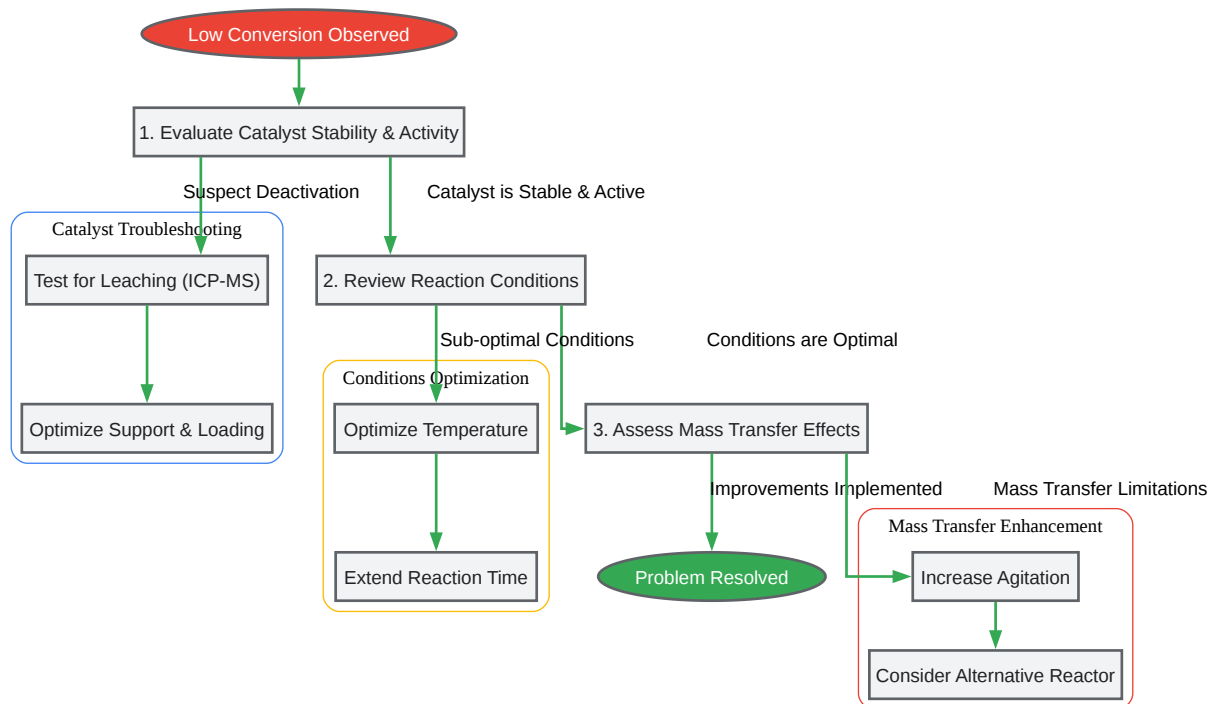 Low Conversion Observed
1. Evaluate Catalyst Stability & Activity
Suspect Deactivation
Catalyst is Stable & Active
Catalyst Troubleshooting
Test for Leaching (ICP-MS)
2. Review Reaction Conditions
Sub-optimal Conditions
Conditions are Optimal
Conditions Optimization
Optimize Support & Loading
Optimize Temperature
3. Assess Mass Transfer Effects
Improvements Implemented
Mass Transfer Limitations
Mass Transfer Enhancement
Extend Reaction Time
Problem Resolved
Increase Agitation
Consider Alternative Reactor